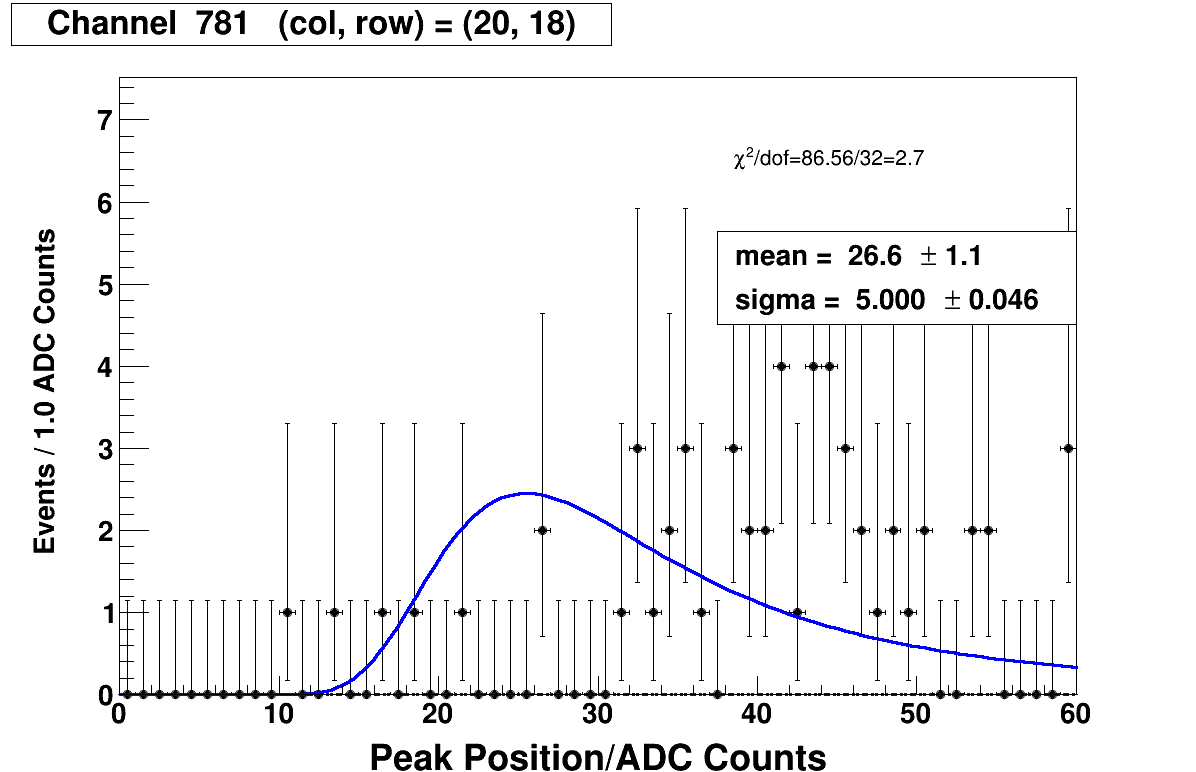 Channel 781 (col, row) = (20, 18)
χ²/dof=86.56/32=2.7
mean = 26.6 ± 1.1
sigma = 5.000 ± 0.046
Events / 1.0 ADC Counts
7
6
5
4
3
2
1
0
0 10 20 30 40 50 60
Peak Position/ADC Counts